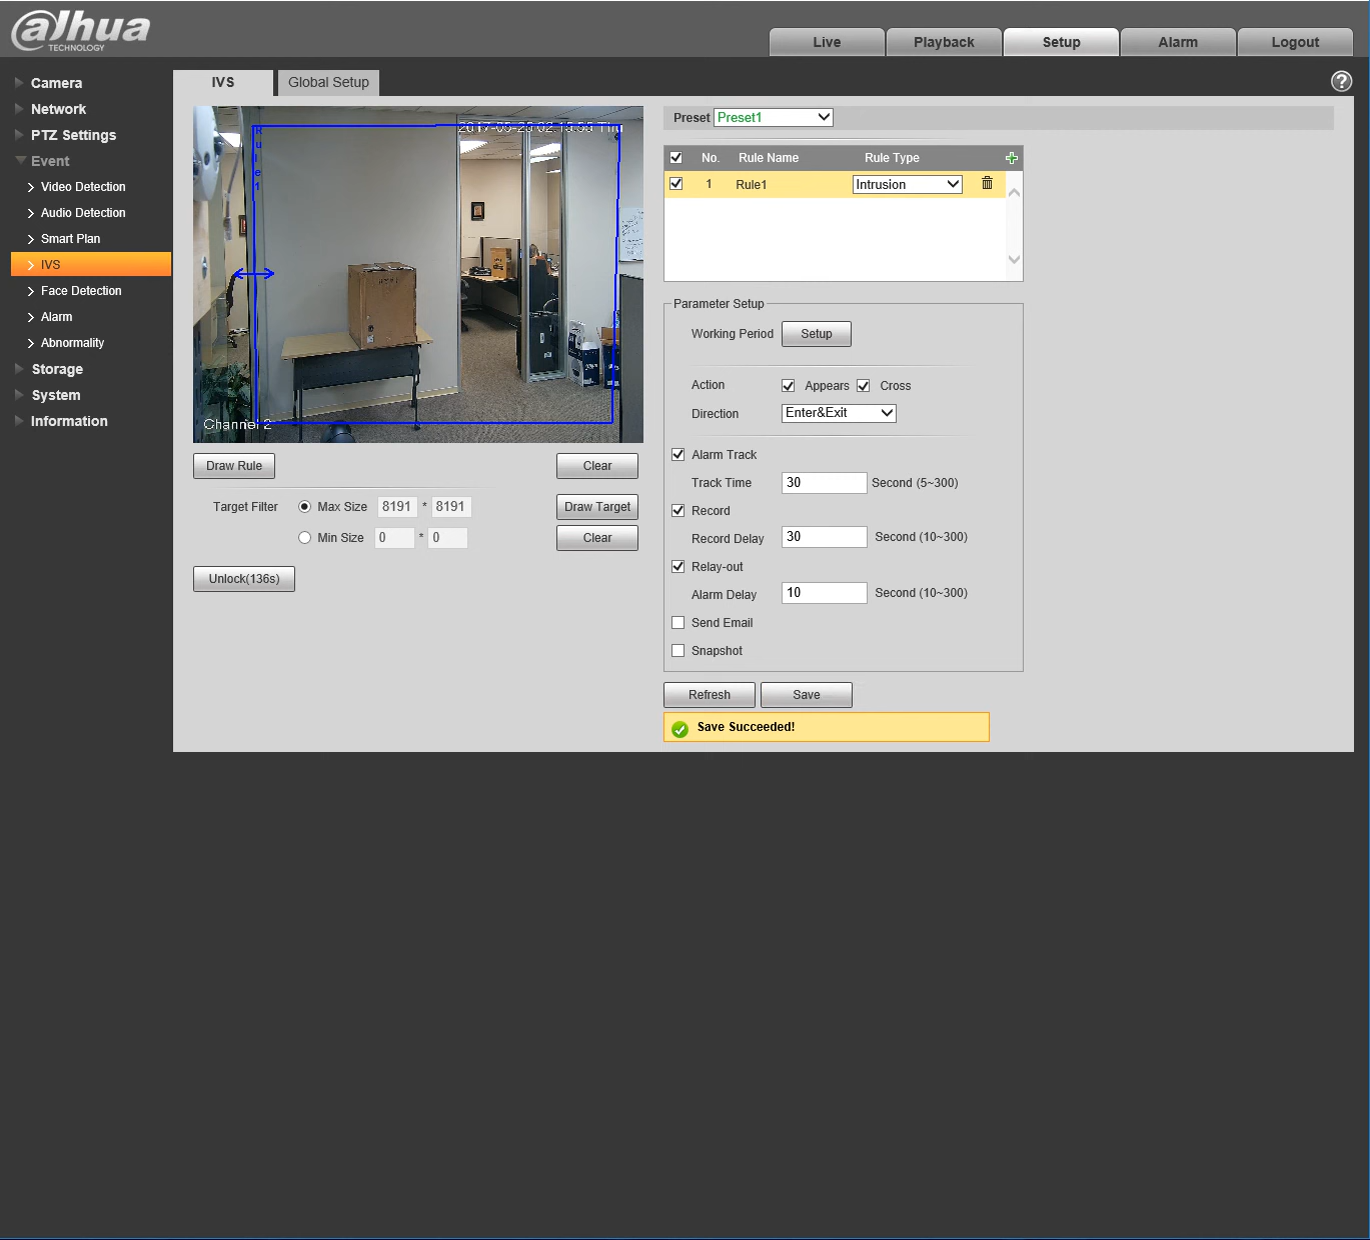 alhua
TECHNOLOGY
Live
Playback
Setup
Alarm
Logout
Camera
Network
PTZ Settings
Event
Video Detection
Audio Detection
Smart Plan
IVS
Face Detection
Alarm
Abnormality
Storage
System
Information
IVS
Global Setup
?
Rule1
Channel 2
Draw Rule
Clear
Target Filter
Max Size 8191 * 8191
Draw Target
Min Size 0 * 0
Clear
Unlock(136s)
Preset Preset1
No. Rule Name Rule Type
1 Rule1 Intrusion
Parameter Setup
Working Period Setup
Action Appears Cross
Direction Enter&Exit
Alarm Track
Track Time 30 Second (5~300)
Record
Record Delay 30 Second (10~300)
Relay-out
Alarm Delay 10 Second (10~300)
Send Email
Snapshot
Refresh
Save
Save Succeeded!